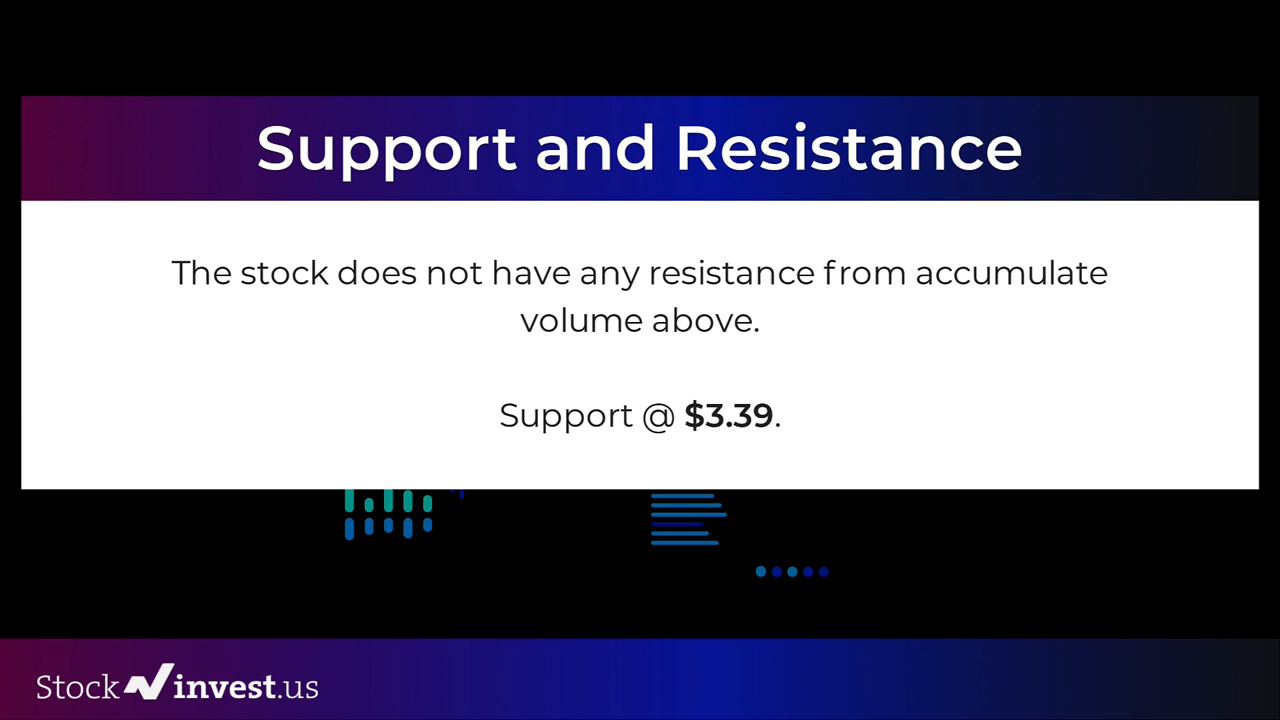 Support and Resistance
The stock does not have any resistance from accumulate
volume above.
Support @ $3.39.
Stock invest.us